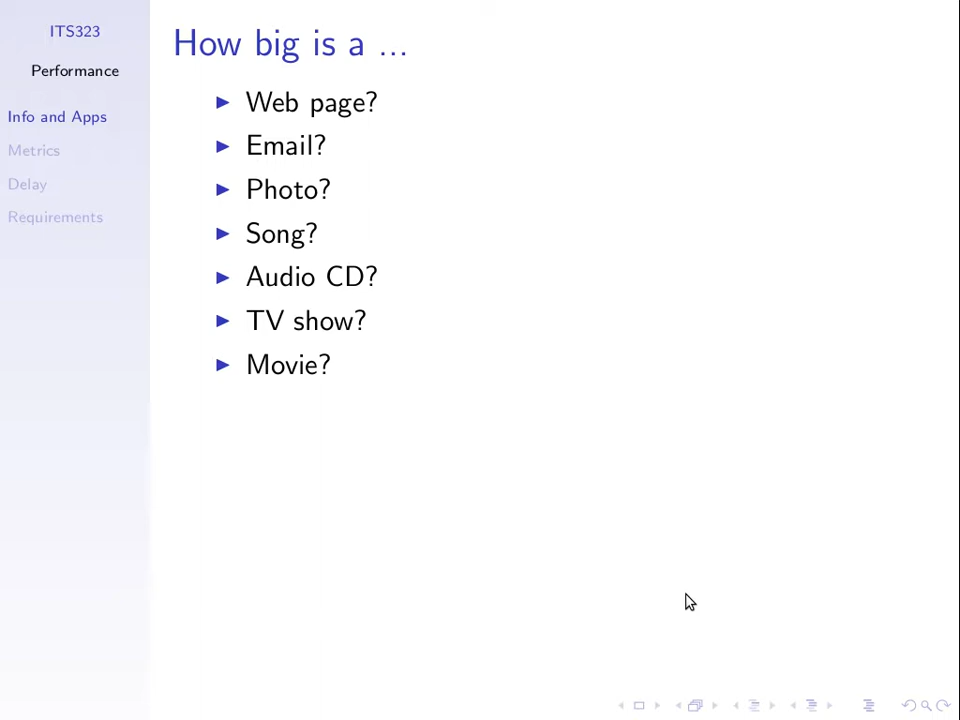 ITS323
Performance
Info and Apps
Metrics
Delay
Requirements
How big is a ...
Web page?
Email?
Photo?
Song?
Audio CD?
TV show?
Movie?